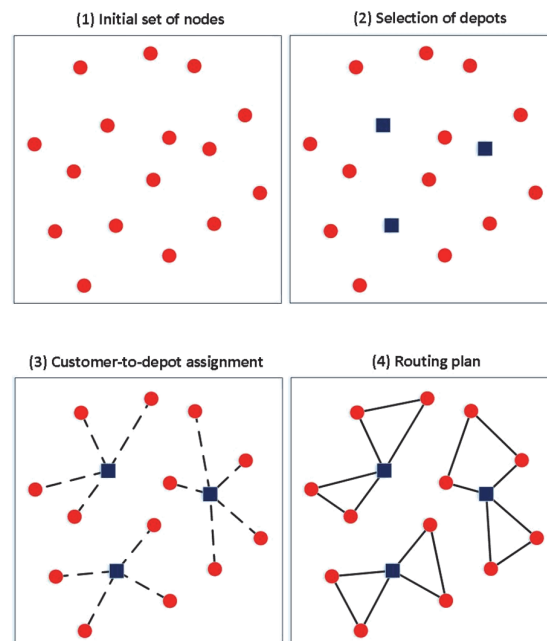 (1) Initial set of nodes
(2) Selection of depots
(3) Customer-to-depot assignment
(4) Routing plan